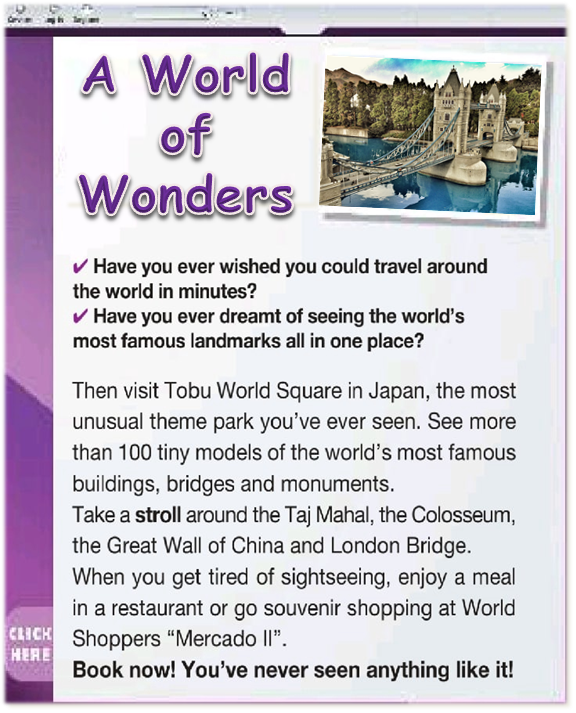 A World
of
Wonders
✔ Have you ever wished you could travel around
the world in minutes?
✔ Have you ever dreamt of seeing the world's
most famous landmarks all in one place?
Then visit Tobu World Square in Japan, the most
unusual theme park you've ever seen. See more
than 100 tiny models of the world's most famous
buildings, bridges and monuments.
Take a stroll around the Taj Mahal, the Colosseum,
the Great Wall of China and London Bridge.
When you get tired of sightseeing, enjoy a meal
in a restaurant or go souvenir shopping at World
Shoppers “Mercado II”.
CLICK
HERE
Book now! You've never seen anything like it!